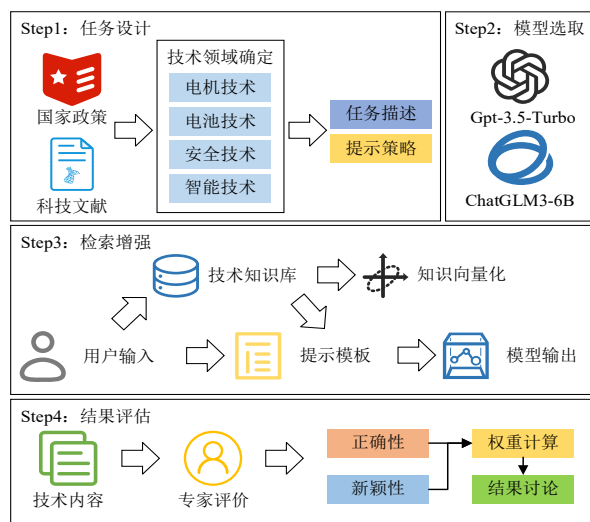 Step1：任务设计
国家政策
科技文献
技术领域确定
电机技术
电池技术
安全技术
智能技术
任务描述
提示策略
Step2：模型选取
Gpt-3.5-Turbo
ChatGLM3-6B
Step3：检索增强
技术知识库
知识向量化
用户输入
提示模板
模型输出
Step4：结果评估
技术内容
专家评价
正确性
新颖性
权重计算
结果讨论